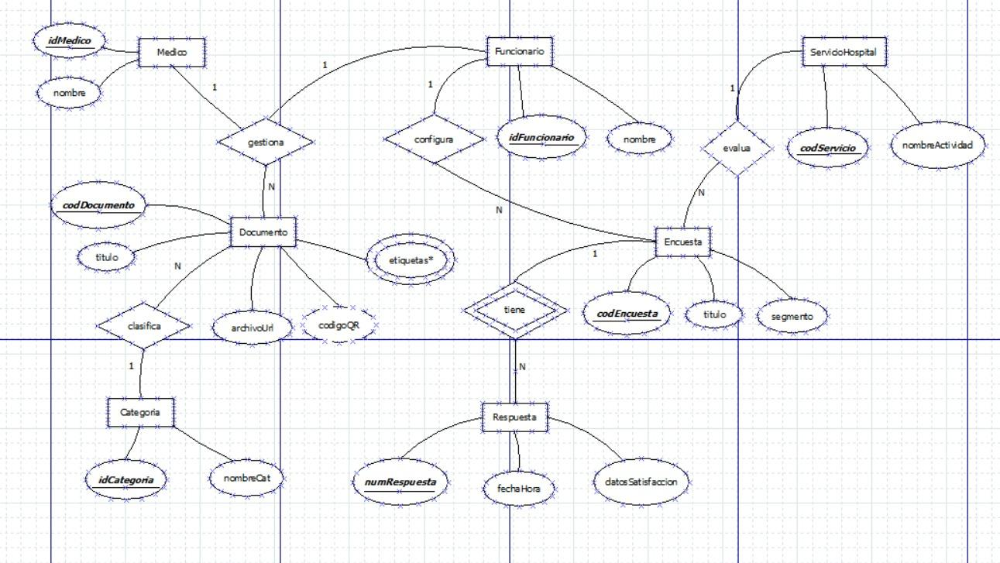 idMedico
Medico
nombre
1
1
Funcionario
1
ServicioHospital
1
gestiona
configura
idFuncionario
nombre
evalua
codServicio
nombreActividad
N
N
N
codDocumento
Documento
titulo
N
etiquetas*
Encuesta
1
clasifica
archivoUrl
codigoQR
tiene
codEncuesta
titulo
segmento
1
N
Categoria
Respuesta
idCategoria
nombreCat
numRespuesta
fechaHora
datosSatisfaccion